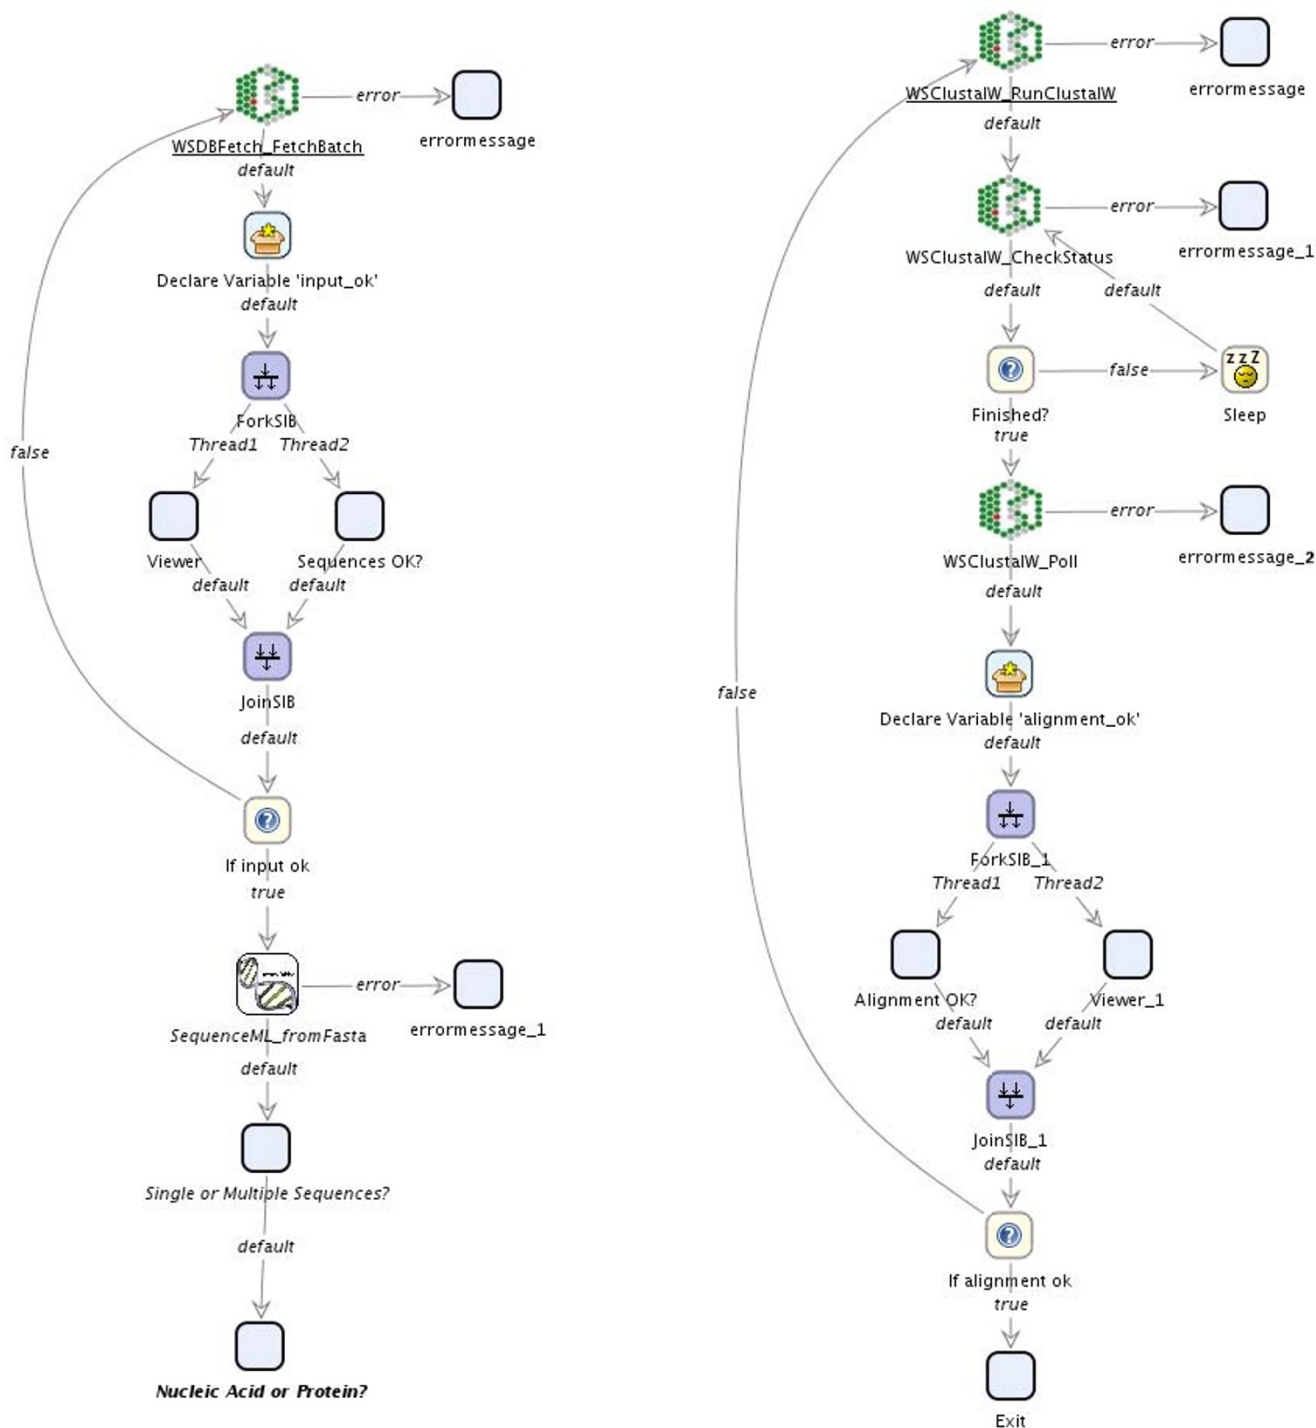 error
errormessage
WSDBFetch_FetchBatch
default
Declare Variable 'input_ok'
default
ForkSIB
Thread1
Thread2
false
Viewer
Sequences OK?
default
default
JoinSIB
default
If input ok
true
error
SequenceML_fromFasta
errormessage_1
default
Single or Multiple Sequences?
default
Nucleic Acid or Protein?
error
errormessage
WSClustalW_RunClustalW
default
error
errormessage_1
WSClustalW_CheckStatus
default
default
false
zzZ
Finished?
Sleep
true
error
errormessage_2
WSClustalW_Poll
default
false
Declare Variable 'alignment_ok'
default
ForkSIB_1
Thread1
Thread2
Alignment OK?
Viewer_1
default
default
JoinSIB_1
default
If alignment ok
true
Exit